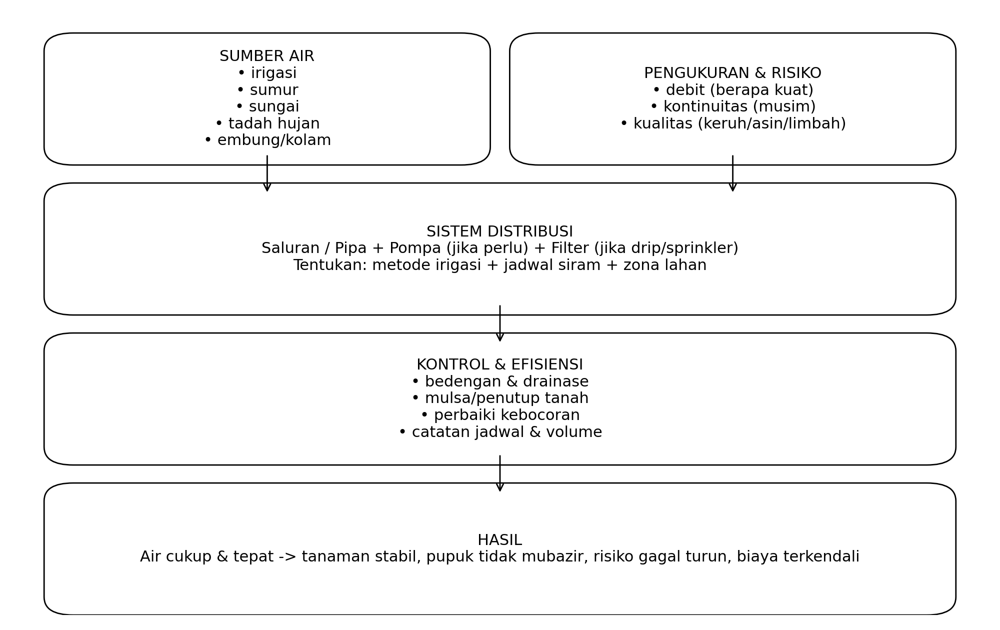 SUMBER AIR
• irigasi
• sumur
• sungai
• tadah hujan
• embung/kolam
PENGUKURAN & RISIKO
• debit (berapa kuat)
• kontinuitas (musim)
• kualitas (keruh/asin/limbah)
SISTEM DISTRIBUSI
Saluran / Pipa + Pompa (jika perlu) + Filter (jika drip/sprinkler)
Tentukan: metode irigasi + jadwal siram + zona lahan
KONTROL & EFISIENSI
• bedengan & drainase
• mulsa/penutup tanah
• perbaiki kebocoran
• catatan jadwal & volume
HASIL
Air cukup & tepat -> tanaman stabil, pupuk tidak mubazir, risiko gagal turun, biaya terkendali